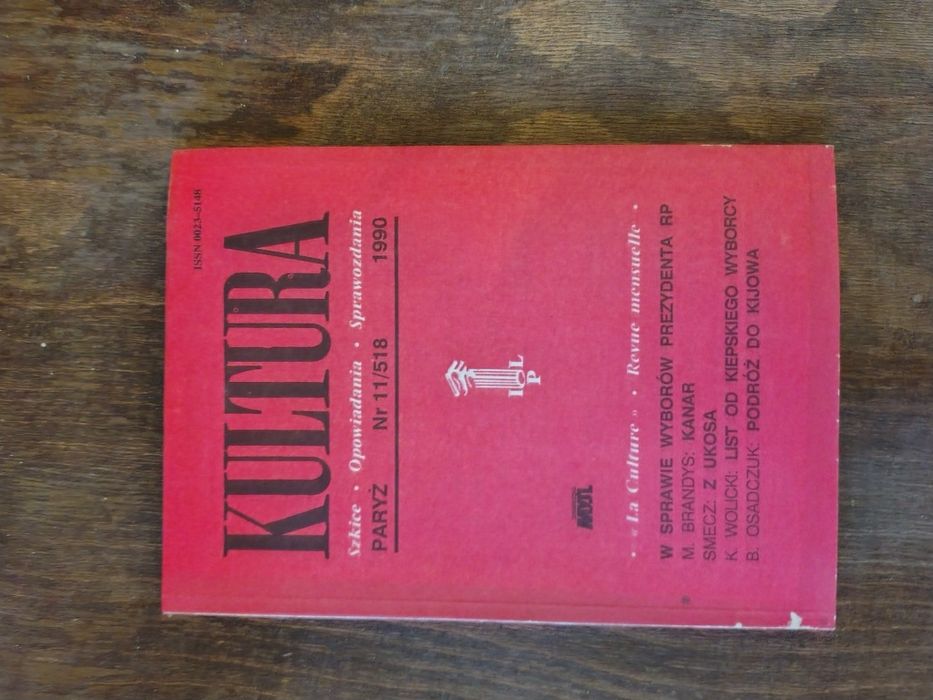 ISSN 0023-5148
KULTURA
Szkice • Opowiadania • Sprawozdania
PARYŻ Nr 11/518 1990
I L
P
• « La Culture » • Revue mensuelle •
W SPRAWIE WYBORÓW PREZYDENTA RP
M. BRANDYS: KANAR
SMECZ: Z UKOSA
K. WOLICKI: LIST OD KIEPSKIEGO WYBORCY
B. OSADCZUK: PODRÓŻ DO KIJOWA